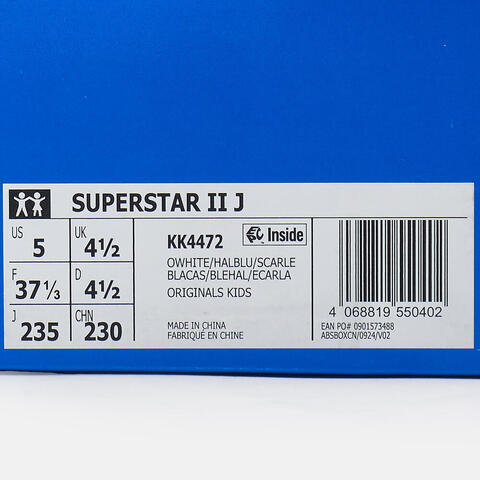 SUPERSTAR II J
US 5 UK 4½
F 37⅓ D 4½
J 235 CHN 230
KK4472 Inside
OWHITE/HALBLU/SCARLE
BLACAS/BLEHAL/ECARLA
ORIGINALS KIDS
MADE IN CHINA
FABRIQUÉ EN CHINE
4 068819 550402
EAN PO# 0901573488
ABSBOXCN/0924/V02